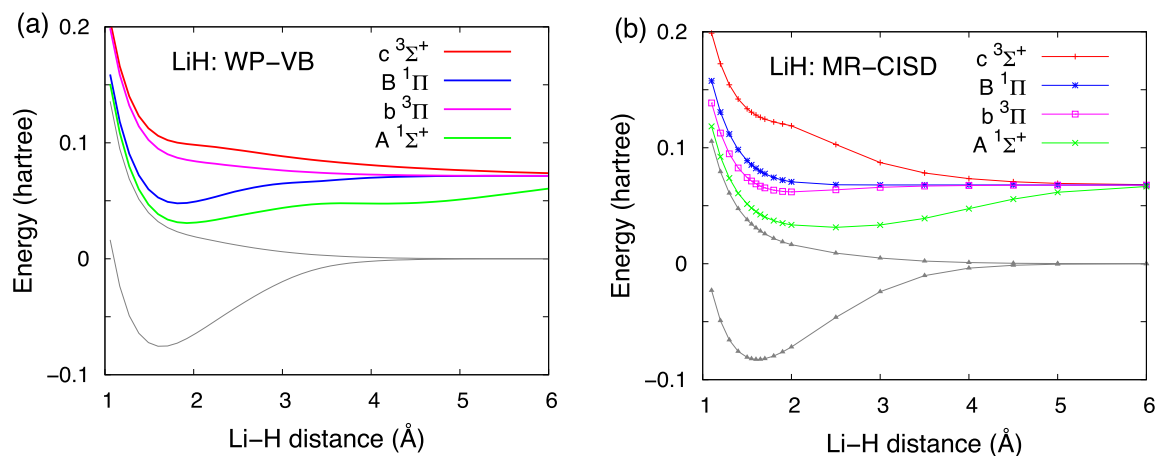 (a)
LiH: WP−VB
c ³Σ⁺
B ¹Π
b ³Π
A ¹Σ⁺
Energy (hartree)
0.2
0.1
0
−0.1
1 2 3 4 5 6
Li−H distance (Å)
(b)
LiH: MR−CISD
c ³Σ⁺
B ¹Π
b ³Π
A ¹Σ⁺
Energy (hartree)
0.2
0.1
0
−0.1
1 2 3 4 5 6
Li−H distance (Å)